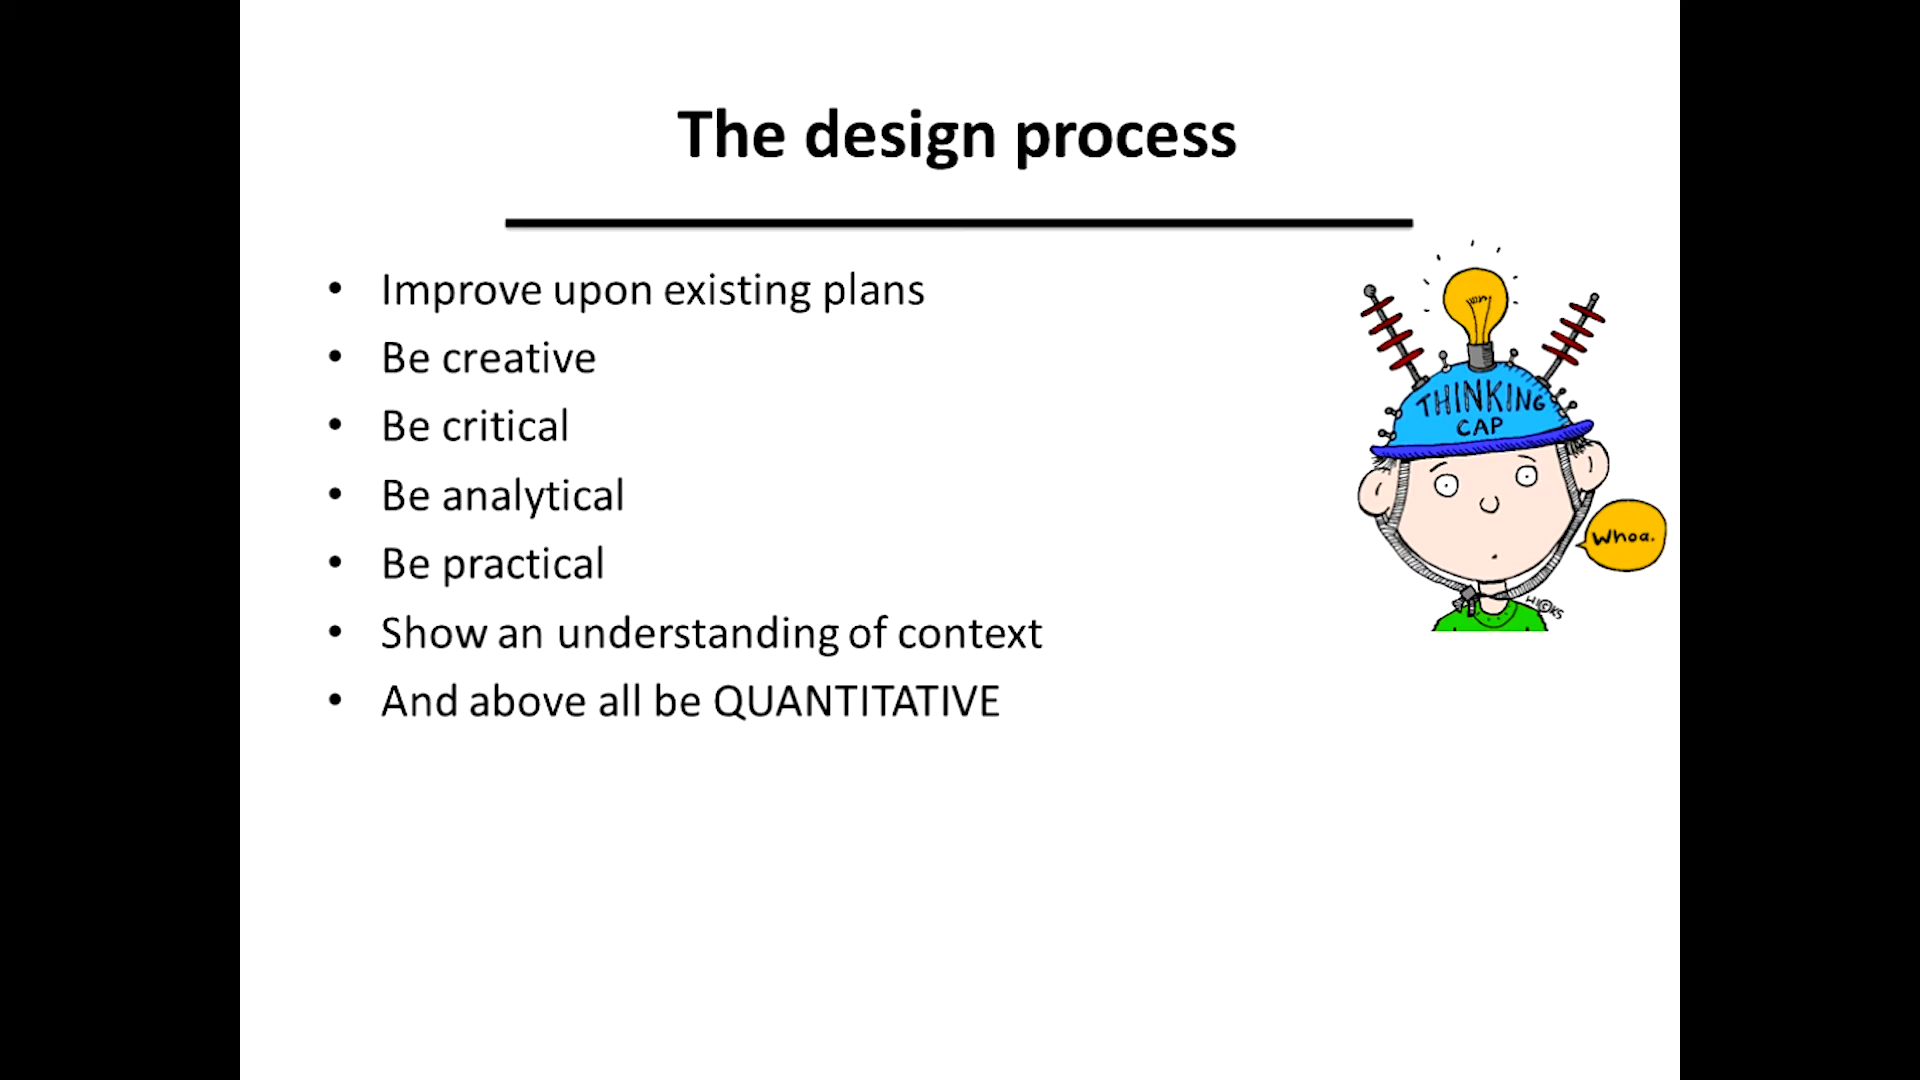 The design process
• Improve upon existing plans
• Be creative
• Be critical
• Be analytical
• Be practical
• Show an understanding of context
• And above all be QUANTITATIVE
THINKING
CAP
Whoa.
HICKS